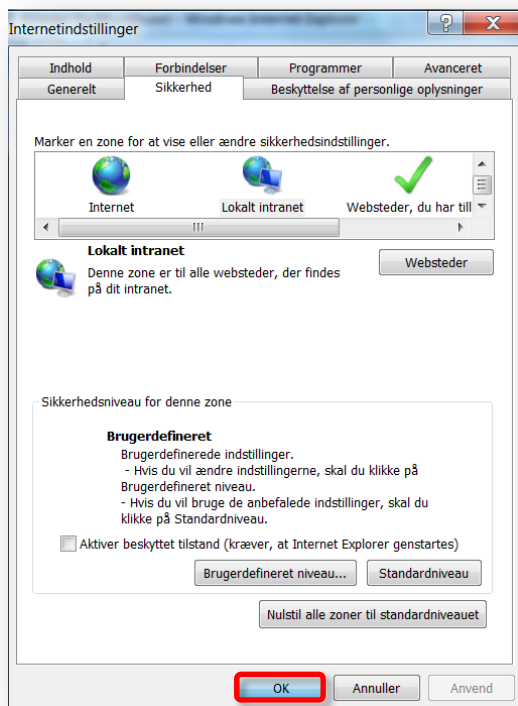 Internetindstillinger
Indhold Forbindelser Programmer Avanceret
Generelt Sikkerhed Beskyttelse af personlige oplysninger
Marker en zone for at vise eller ændre sikkerhedsindstillinger.
Internet Lokalt intranet Websteder, du har till
Lokalt intranet
Denne zone er til alle websteder, der findes
på dit intranet.
Websteder
Sikkerhedsniveau for denne zone
Brugerdefineret
Brugerdefinerede indstillinger.
- Hvis du vil ændre indstillingerne, skal du klikke på
Brugerdefineret niveau.
- Hvis du vil bruge de anbefalede indstillinger, skal du
klikke på Standardniveau.
Aktiver beskyttet tilstand (kræver, at Internet Explorer genstartes)
Brugerdefineret niveau... Standardniveau
Nulstil alle zoner til standardniveauet
OK Annuller Anvend